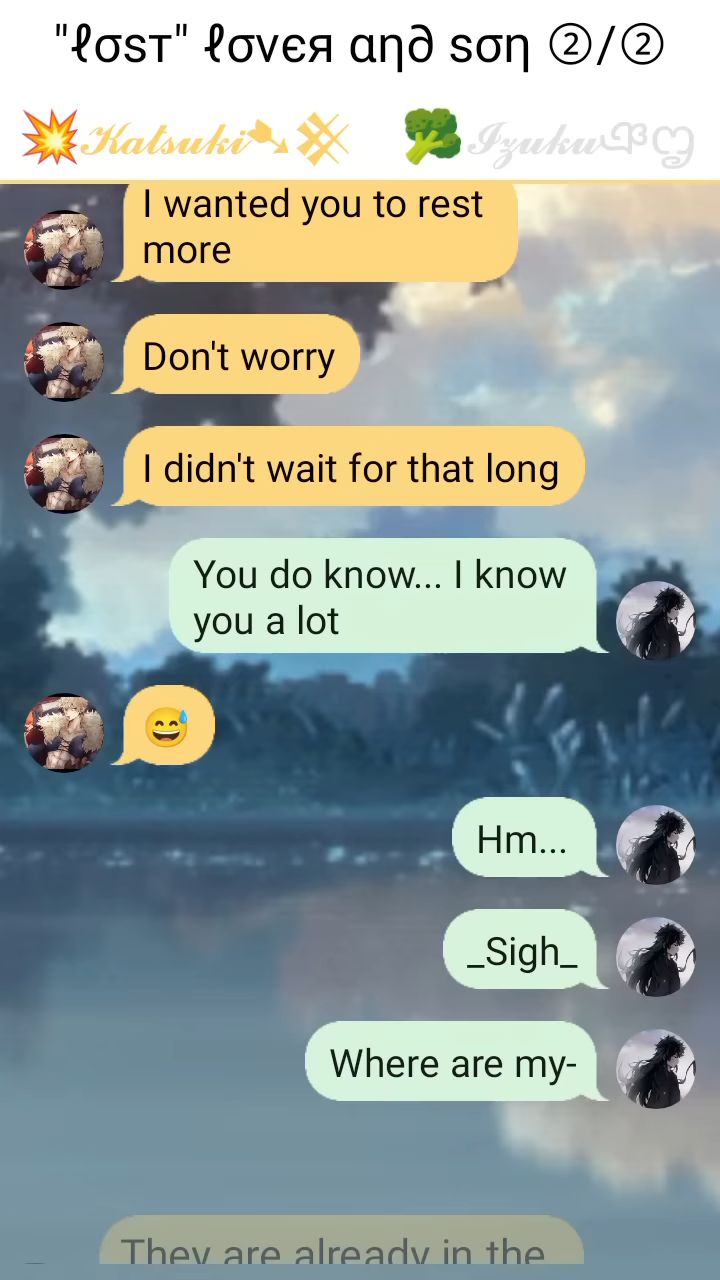 "ℓσѕт" ℓσνєя αη∂ ѕση ②/②
💥𝓚𝓪𝓽𝓼𝓾𝓴𝓲 🥦𝓘𝔃𝓾𝓴𝓾
I wanted you to rest
more
Don't worry
I didn't wait for that long
You do know... I know
you a lot
😅
Hm...
_Sigh_
Where are my-
They are already in the